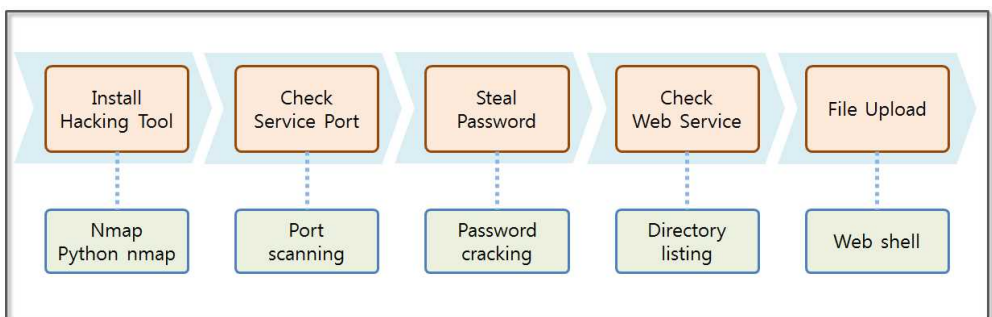 Install
Hacking Tool
Check
Service Port
Steal
Password
Check
Web Service
File Upload
Nmap
Python nmap
Port
scanning
Password
cracking
Directory
listing
Web shell